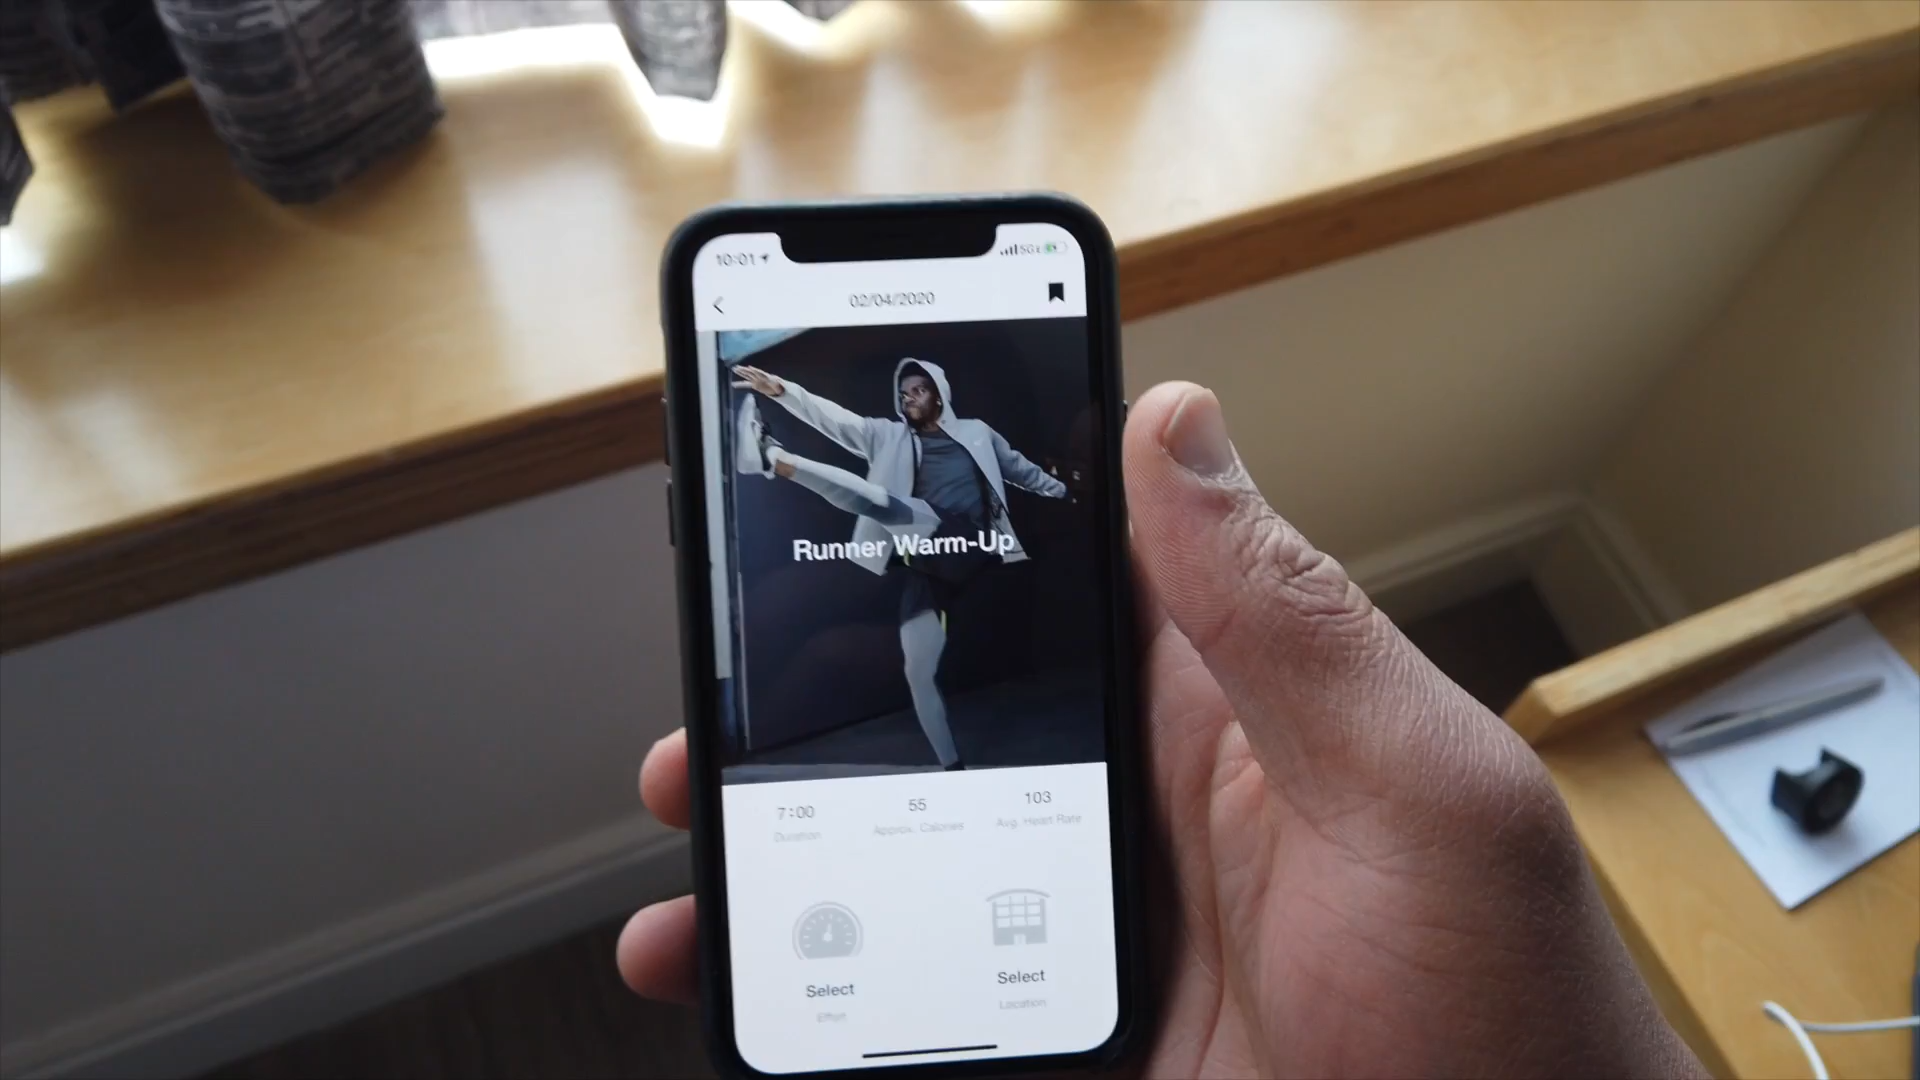 10:01 5G
02/04/2020
Runner Warm-Up
7:00 55 103
Duration Approx. Calories Avg. Heart Rate
Select Select
Effort Location